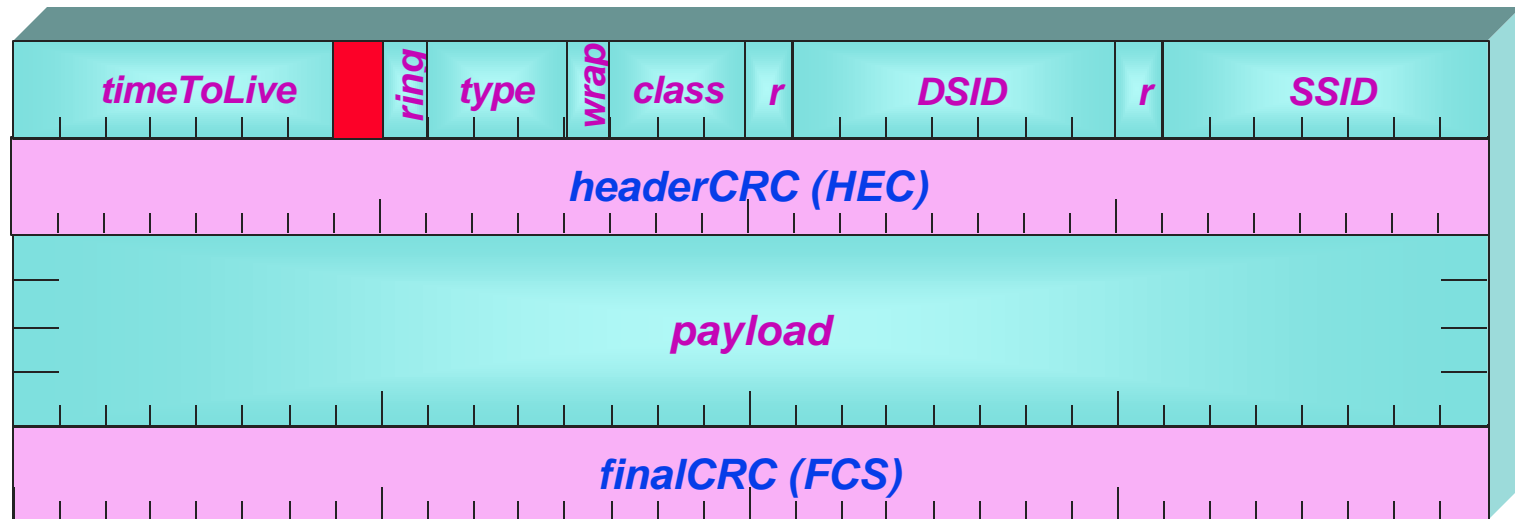 timeToLive ring type wrap class r DSID r SSID
headerCRC (HEC)
payload
finalCRC (FCS)